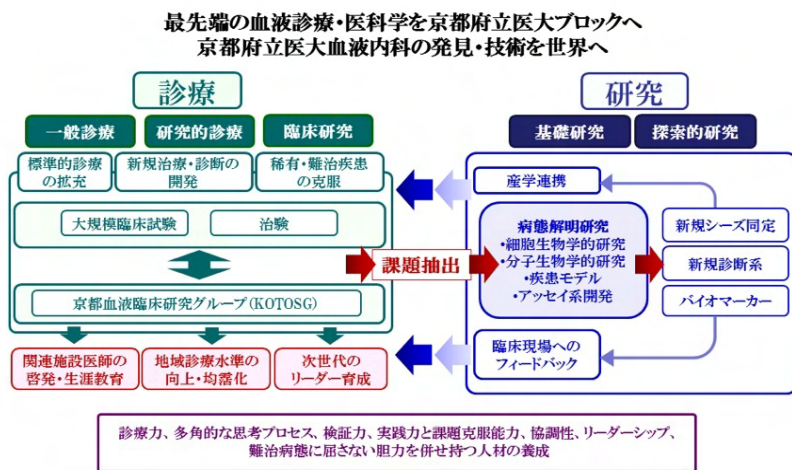 最先端の血液診療・医科学を京都府立医大ブロックへ
京都府立医大血液内科の発見・技術を世界へ
診療
一般診療
研究的診療
臨床研究
標準的診療
の拡充
新規治療・診断の
開発
稀有・難治疾患
の克服
大規模臨床試験
治験
京都血液臨床研究グループ(KOTOSG)
関連施設医師の
啓発・生涯教育
地域診療水準の
向上・均霑化
次世代の
リーダー育成
課題抽出
研究
基礎研究
探索的研究
産学連携
病態解明研究
・細胞生物学的研究
・分子生物学的研究
・疾患モデル
・アッセイ系開発
新規シーズ同定
新規診断系
バイオマーカー
臨床現場への
フィードバック
診療力、多角的な思考プロセス、検証力、実践力と課題克服能力、協調性、リーダーシップ、
難治病態に屈さない胆力を併せ持つ人材の養成